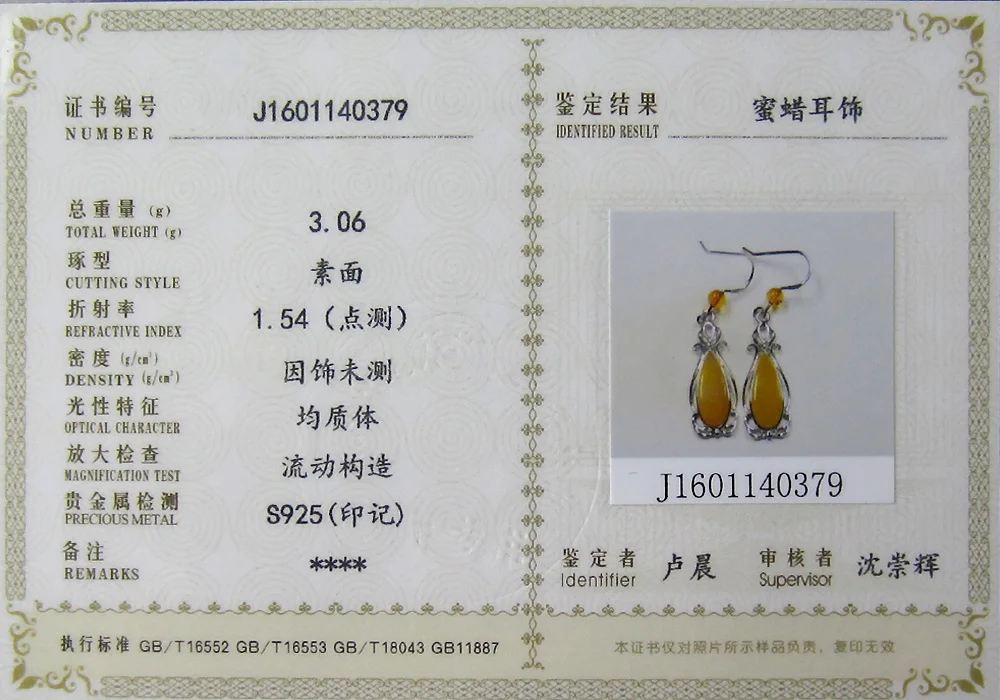 证书编号 J1601140379
NUMBER
总重量 (g) 3.06
TOTAL WEIGHT (g)
琢型 素面
CUTTING STYLE
折射率 1.54 (点测)
REFRACTIVE INDEX
密度 (g/cm³) 因饰未测
DENSITY (g/cm³)
光性特征 均质体
OPTICAL CHARACTER
放大检查 流动构造
MAGNIFICATION TEST
贵金属检测 S925(印记)
PRECIOUS METAL
备注 ****
REMARKS
执行标准 GB/T16552 GB/T16553 GB/T18043 GB11887
鉴定结果 蜜蜡耳饰
IDENTIFIED RESULT
J1601140379
鉴定者 卢晨 审核者 沈崇辉
Identifier Supervisor
本证书仅对照片所示样品负责，复印无效